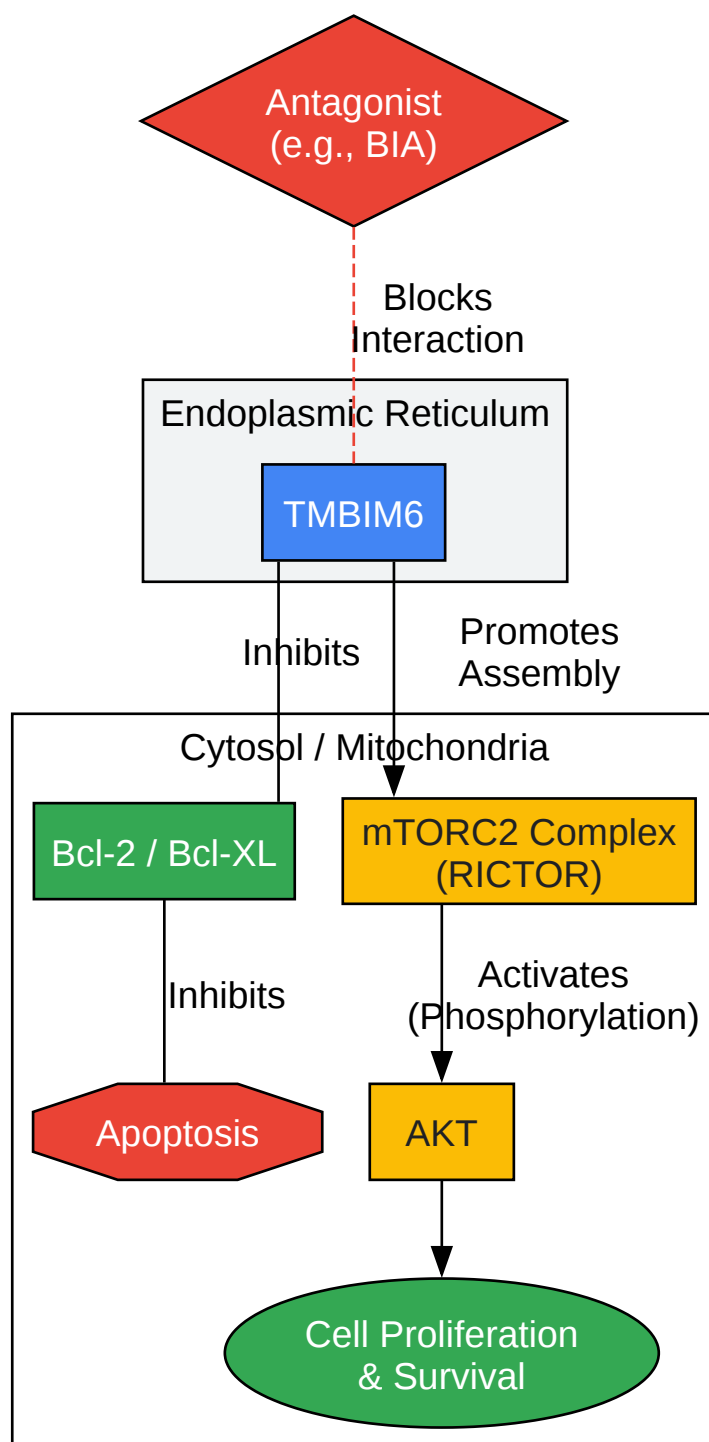 Antagonist
(e.g., BIA)
Blocks
Interaction
Endoplasmic Reticulum
TMBIM6
Inhibits
Promotes
Assembly
Cytosol / Mitochondria
Bcl-2 / Bcl-XL
mTORC2 Complex
(RICTOR)
Inhibits
Activates
(Phosphorylation)
Apoptosis
AKT
Cell Proliferation
& Survival